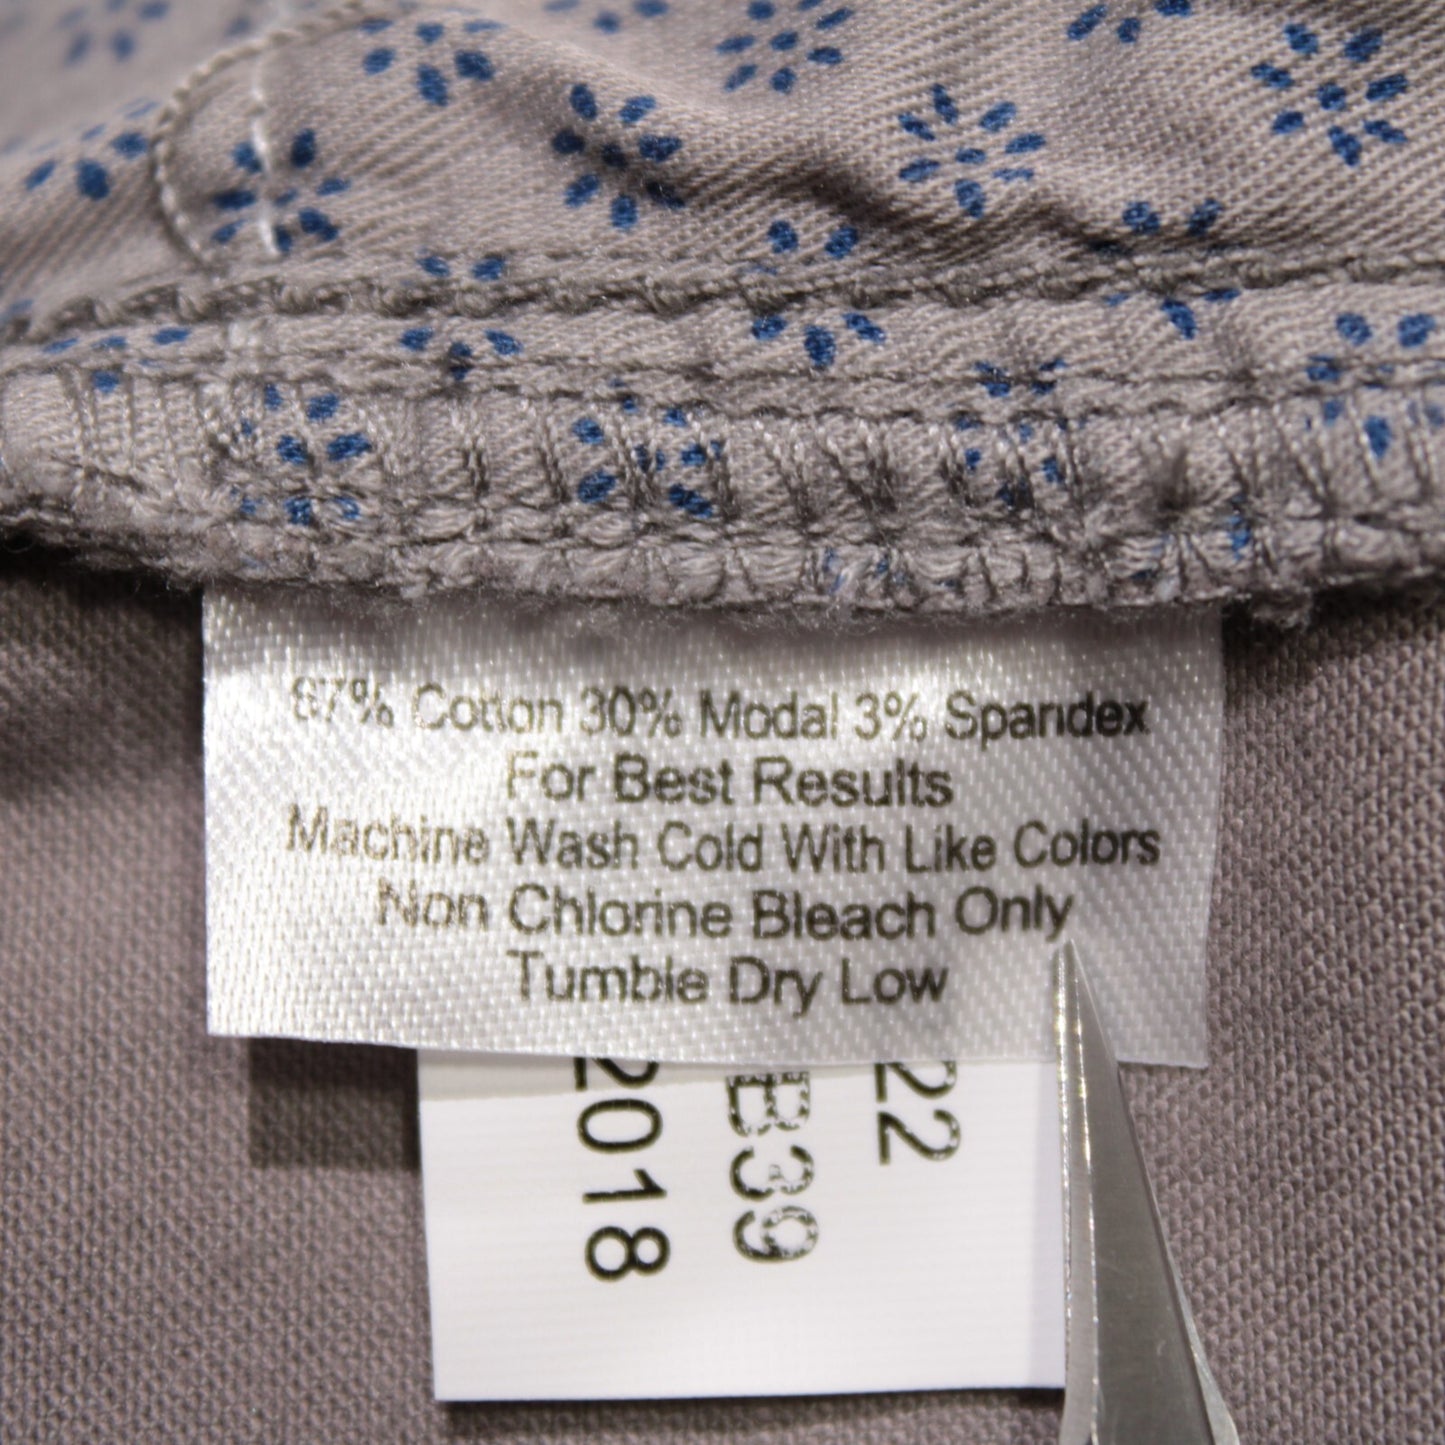 67% Cotton 30% Modal 3% Spandex
For Best Results
Machine Wash Cold With Like Colors
Non Chlorine Bleach Only
Tumble Dry Low
22
B39
2018